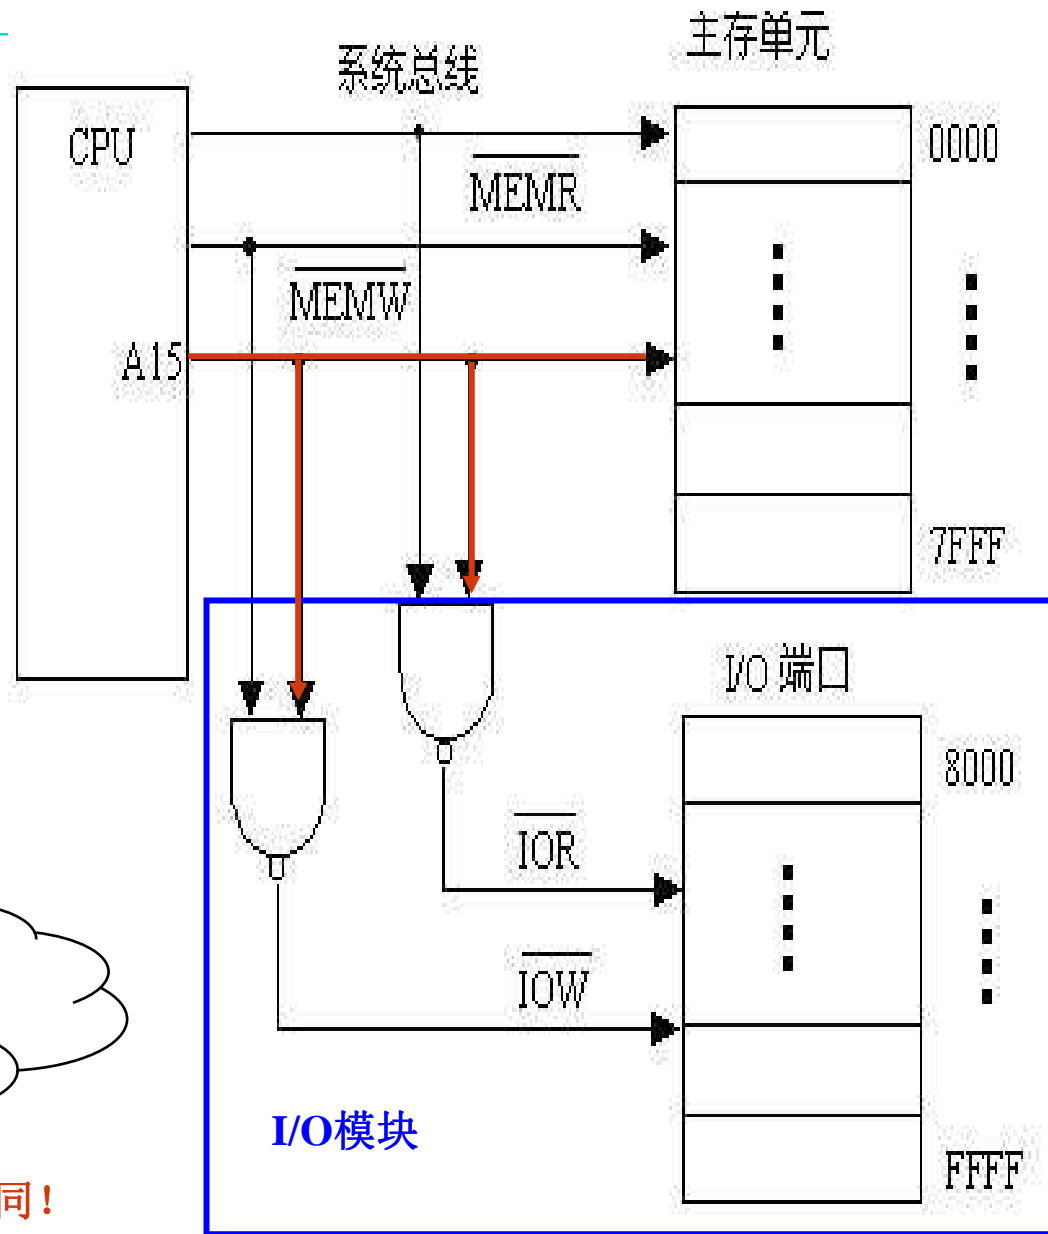 主存单元
系统总线
CPU
0000
MEMR
MEMW
A15
7FFF
I/O 端口
8000
IOR
IOW
I/O模块
FFFF
同!